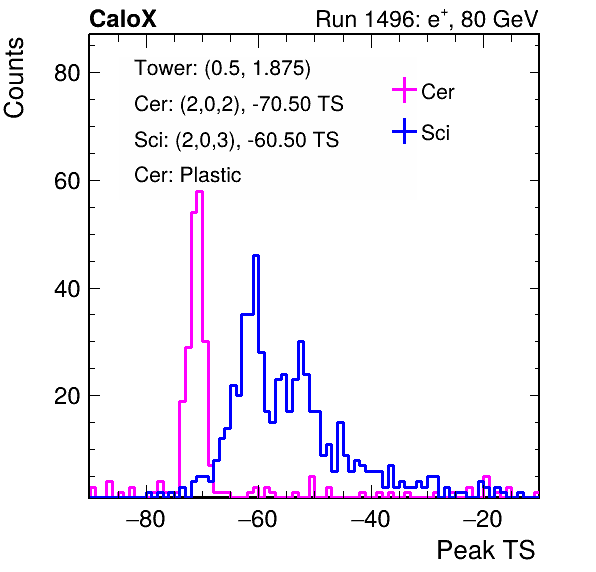 CaloX Run 1496: e⁺, 80 GeV
Counts
Tower: (0.5, 1.875)
Cer: (2,0,2), -70.50 TS
Sci: (2,0,3), -60.50 TS
Cer: Plastic
Cer
Sci
80
60
40
20
−80 −60 −40 −20
Peak TS